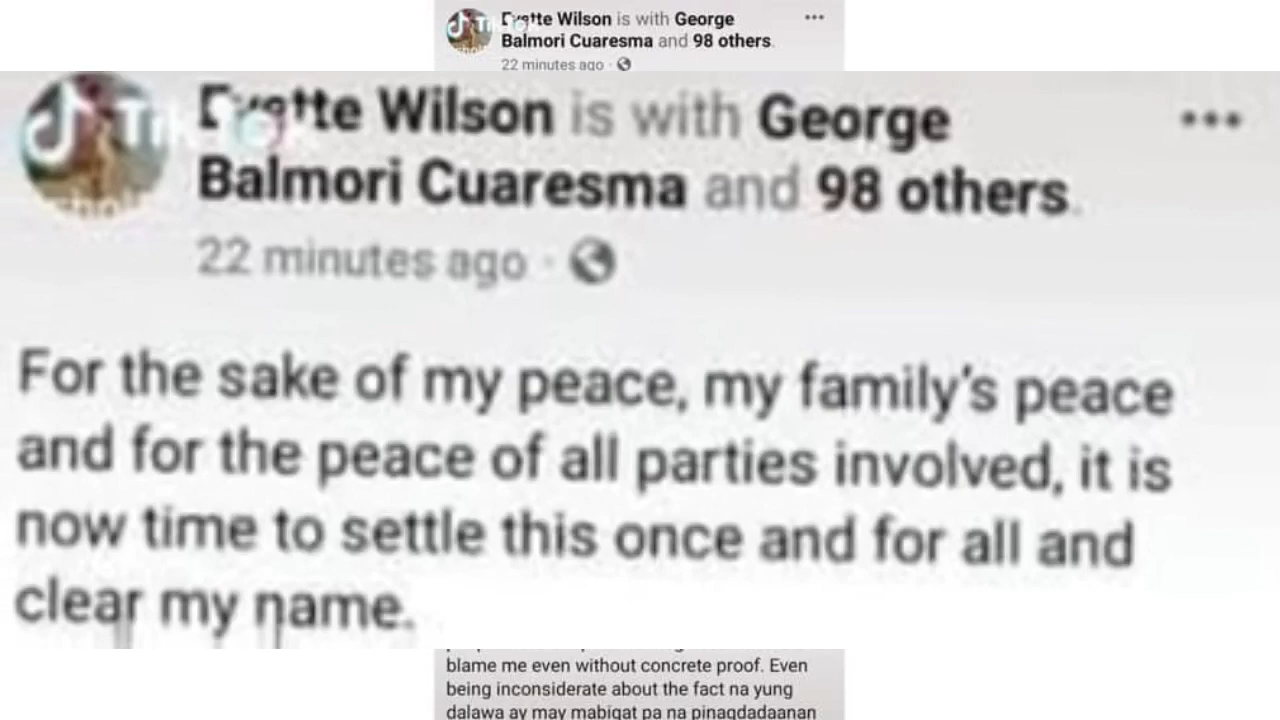 Wilson is with George
Balmori Cuaresma and 98 others.
22 minutes ago
Wilson is with George
Balmori Cuaresma and 98 others.
22 minutes ago
For the sake of my peace, my family's peace
and for the peace of all parties involved, it is
now time to settle this once and for all and
clear my name.
blame me even without concrete proof. Even
being inconsiderate about the fact na yung
dalawa ay may mabigat pa na pinagdadaanan